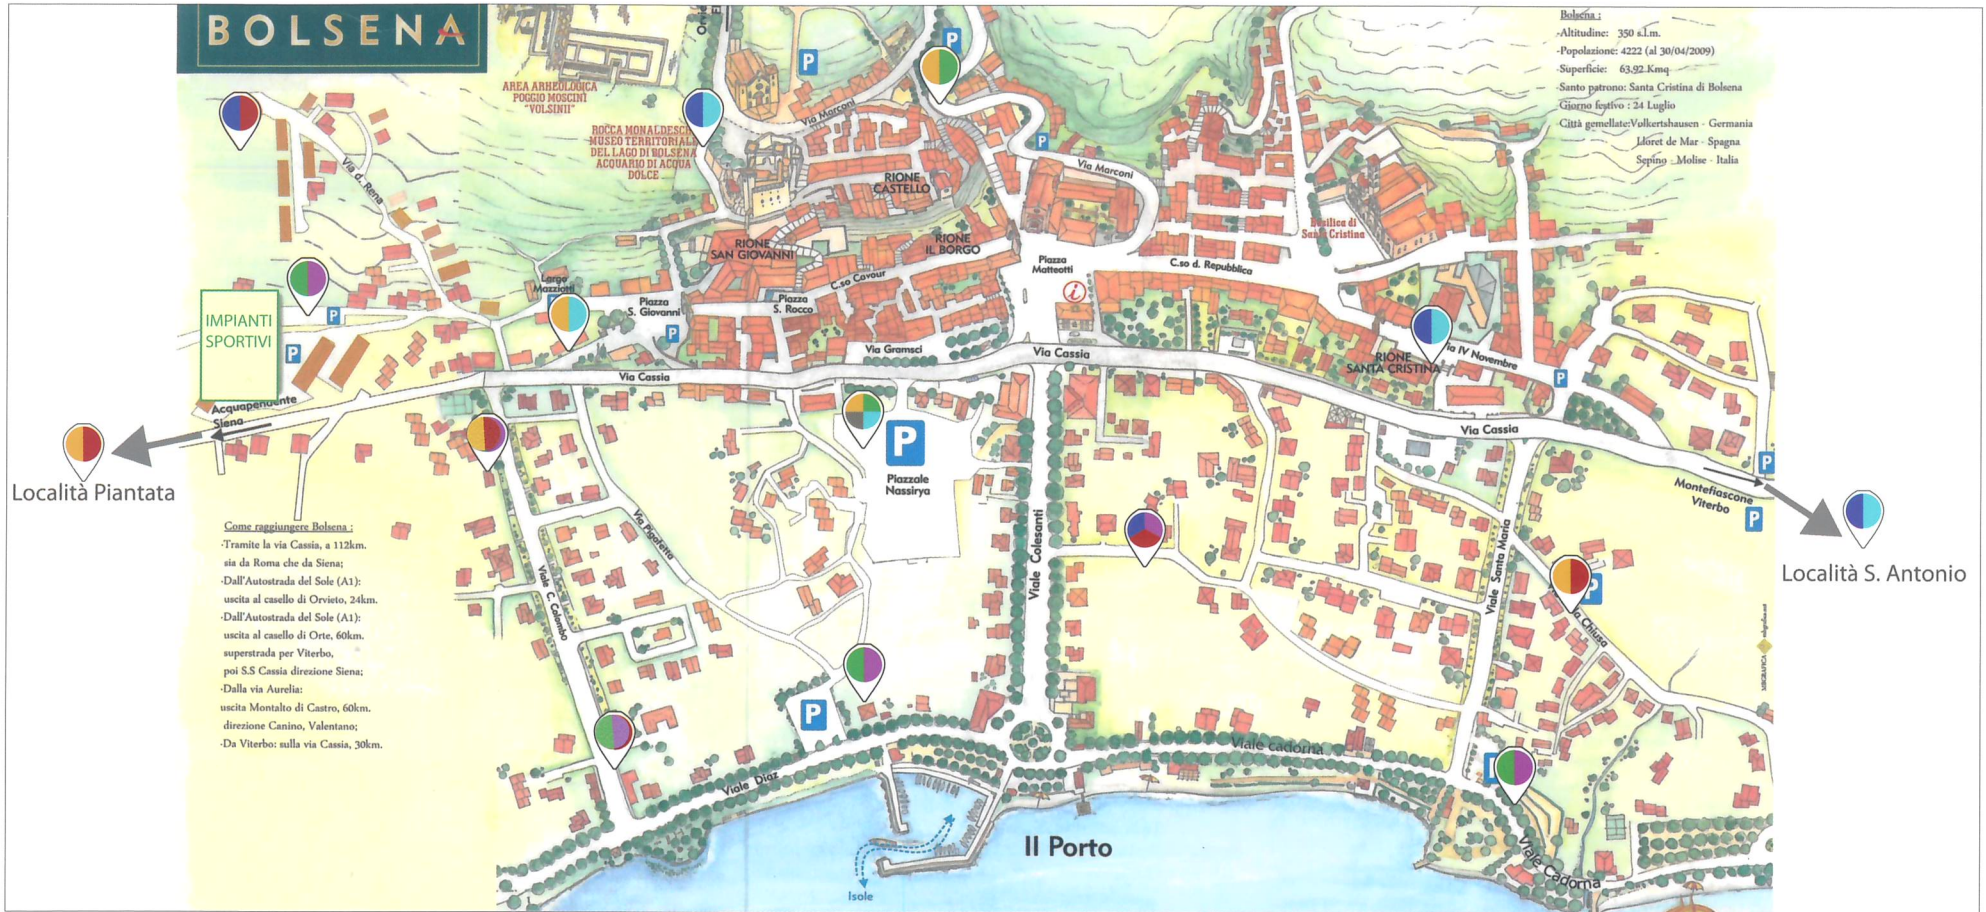 BOLSENA
AREA ARHEOLOGICA
POGGIO MOSCINI
"VOLSINII"
ROCCA MONALDESCHI
MUSEO TERRITORIALE
DEL LAGO DI BOLSENA
ACQUARIO DI ACQUA
DOLCE
P
P
P
Via Marconi
Via Marconi
Bolsena :
-Altitudine: 350 s.l.m.
-Popolazione: 4222 (al 30/04/2009)
-Superficie: 63,92 Kmq
-Santo patrono: Santa Cristina di Bolsena
Giorno festivo : 24 Luglio
Città gemellate:Volkertshausen - Germania
Lloret de Mar - Spagna
Sepino - Molise - Italia
Via d. Rena
RIONE
CASTELLO
RIONE
SAN GIOVANNI
RIONE
IL BORGO
Basilica di
Santa Cristina
Largo
Mazziotti
Piazza
S. Giovanni
Piazza
S. Rocco
C.so Cavour
Piazza
Matteotti
i
C.so d. Repubblica
IMPIANTI
SPORTIVI
P
P
P
Via Gramsci
Via Cassia
Via Cassia
RIONE
SANTA CRISTINA
Via IV Novembre
P
Acquapendente
Siena
Via Cassia
P
Piazzale
Nassirya
P
Montefiascone
Viterbo
P
Località Piantata
Località S. Antonio
Come raggiungere Bolsena :
-Tramite la via Cassia, a 112km.
sia da Roma che da Siena;
-Dall'Autostrada del Sole (A1):
uscita al casello di Orvieto, 24km.
-Dall'Autostrada del Sole (A1):
uscita al casello di Orte, 60km.
superstrada per Viterbo,
poi S.S Cassia direzione Siena;
-Dalla via Aurelia:
uscita Montalto di Castro, 60km.
direzione Canino, Valentano;
-Da Viterbo: sulla via Cassia, 30km.
Via Pigafetta
Viale C. Colombo
Viale Colesanti
Viale Santa Maria
P
la Chiusa
P
Viale Diaz
Viale cadorna
Il Porto
Isole
Viale Cadorna